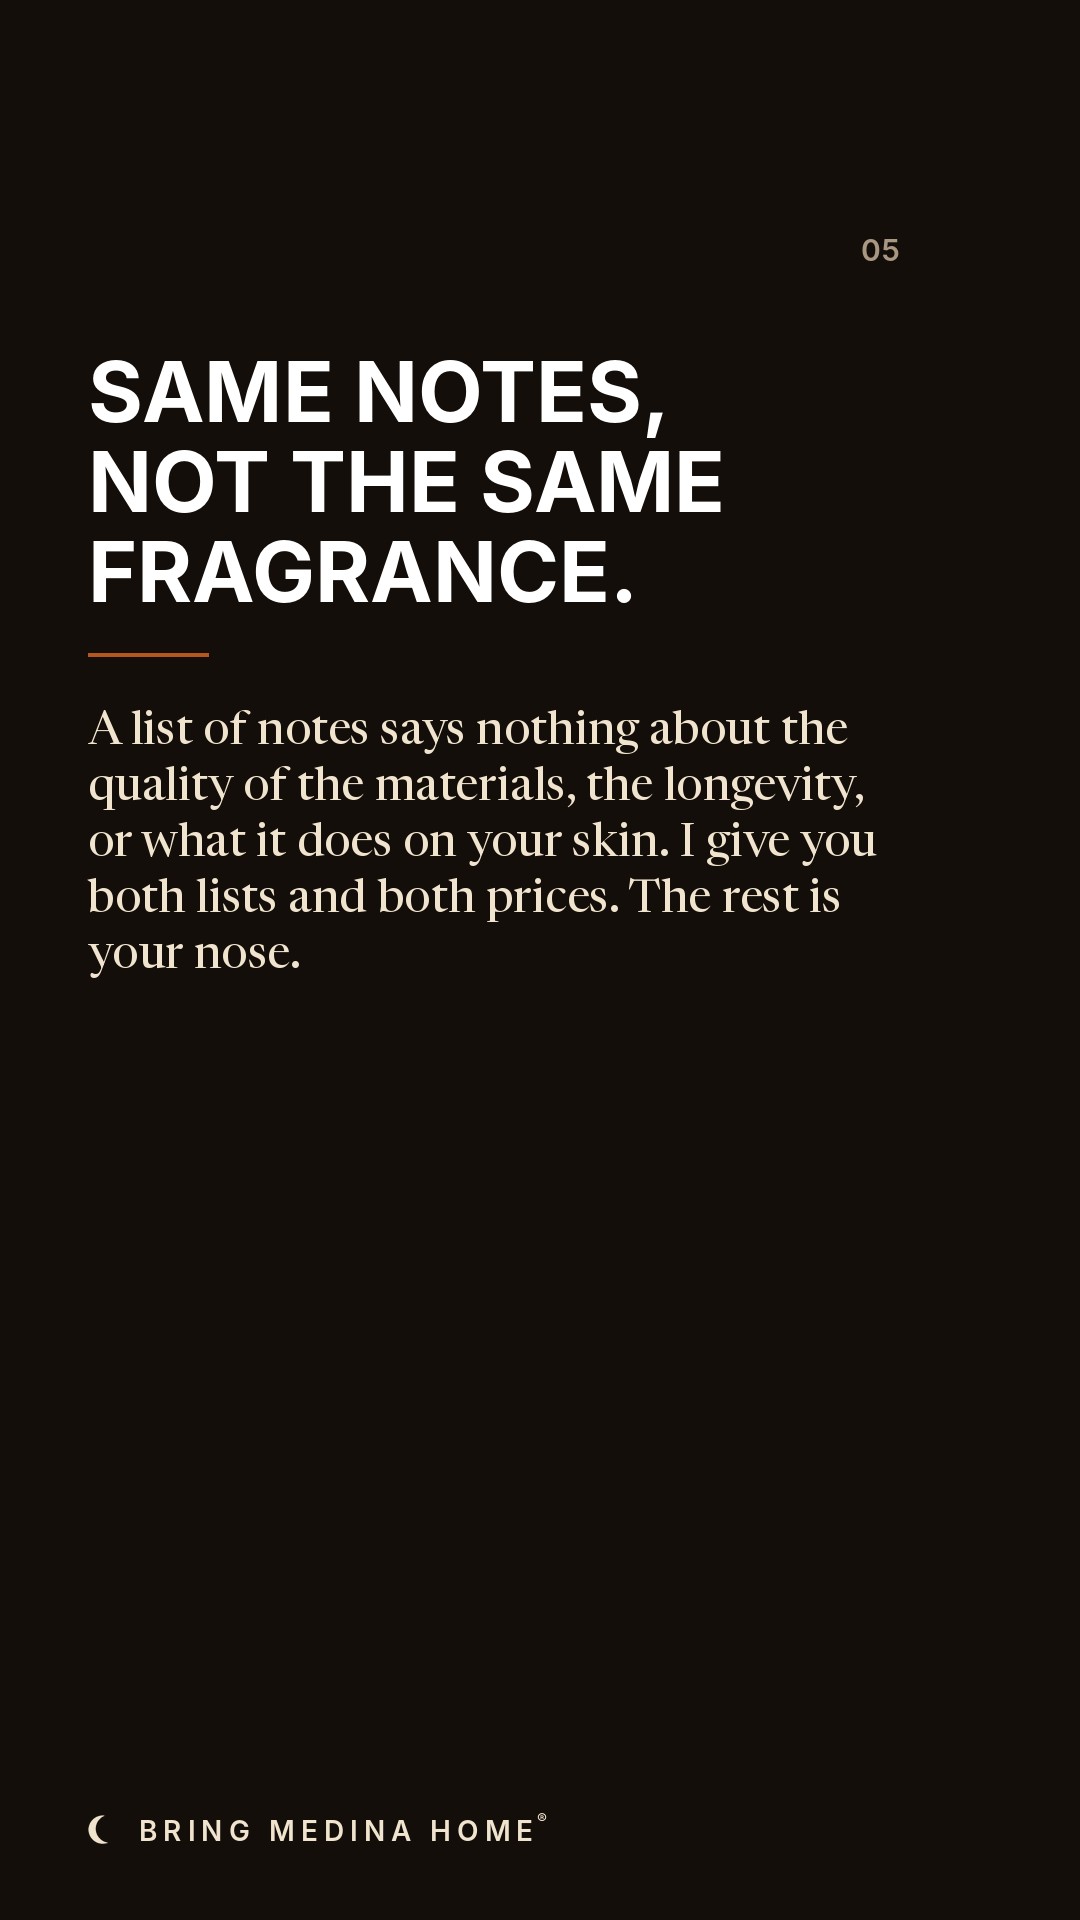 05
SAME NOTES,
NOT THE SAME
FRAGRANCE.
A list of notes says nothing about the
quality of the materials, the longevity,
or what it does on your skin. I give you
both lists and both prices. The rest is
your nose.
BRING MEDINA HOME®